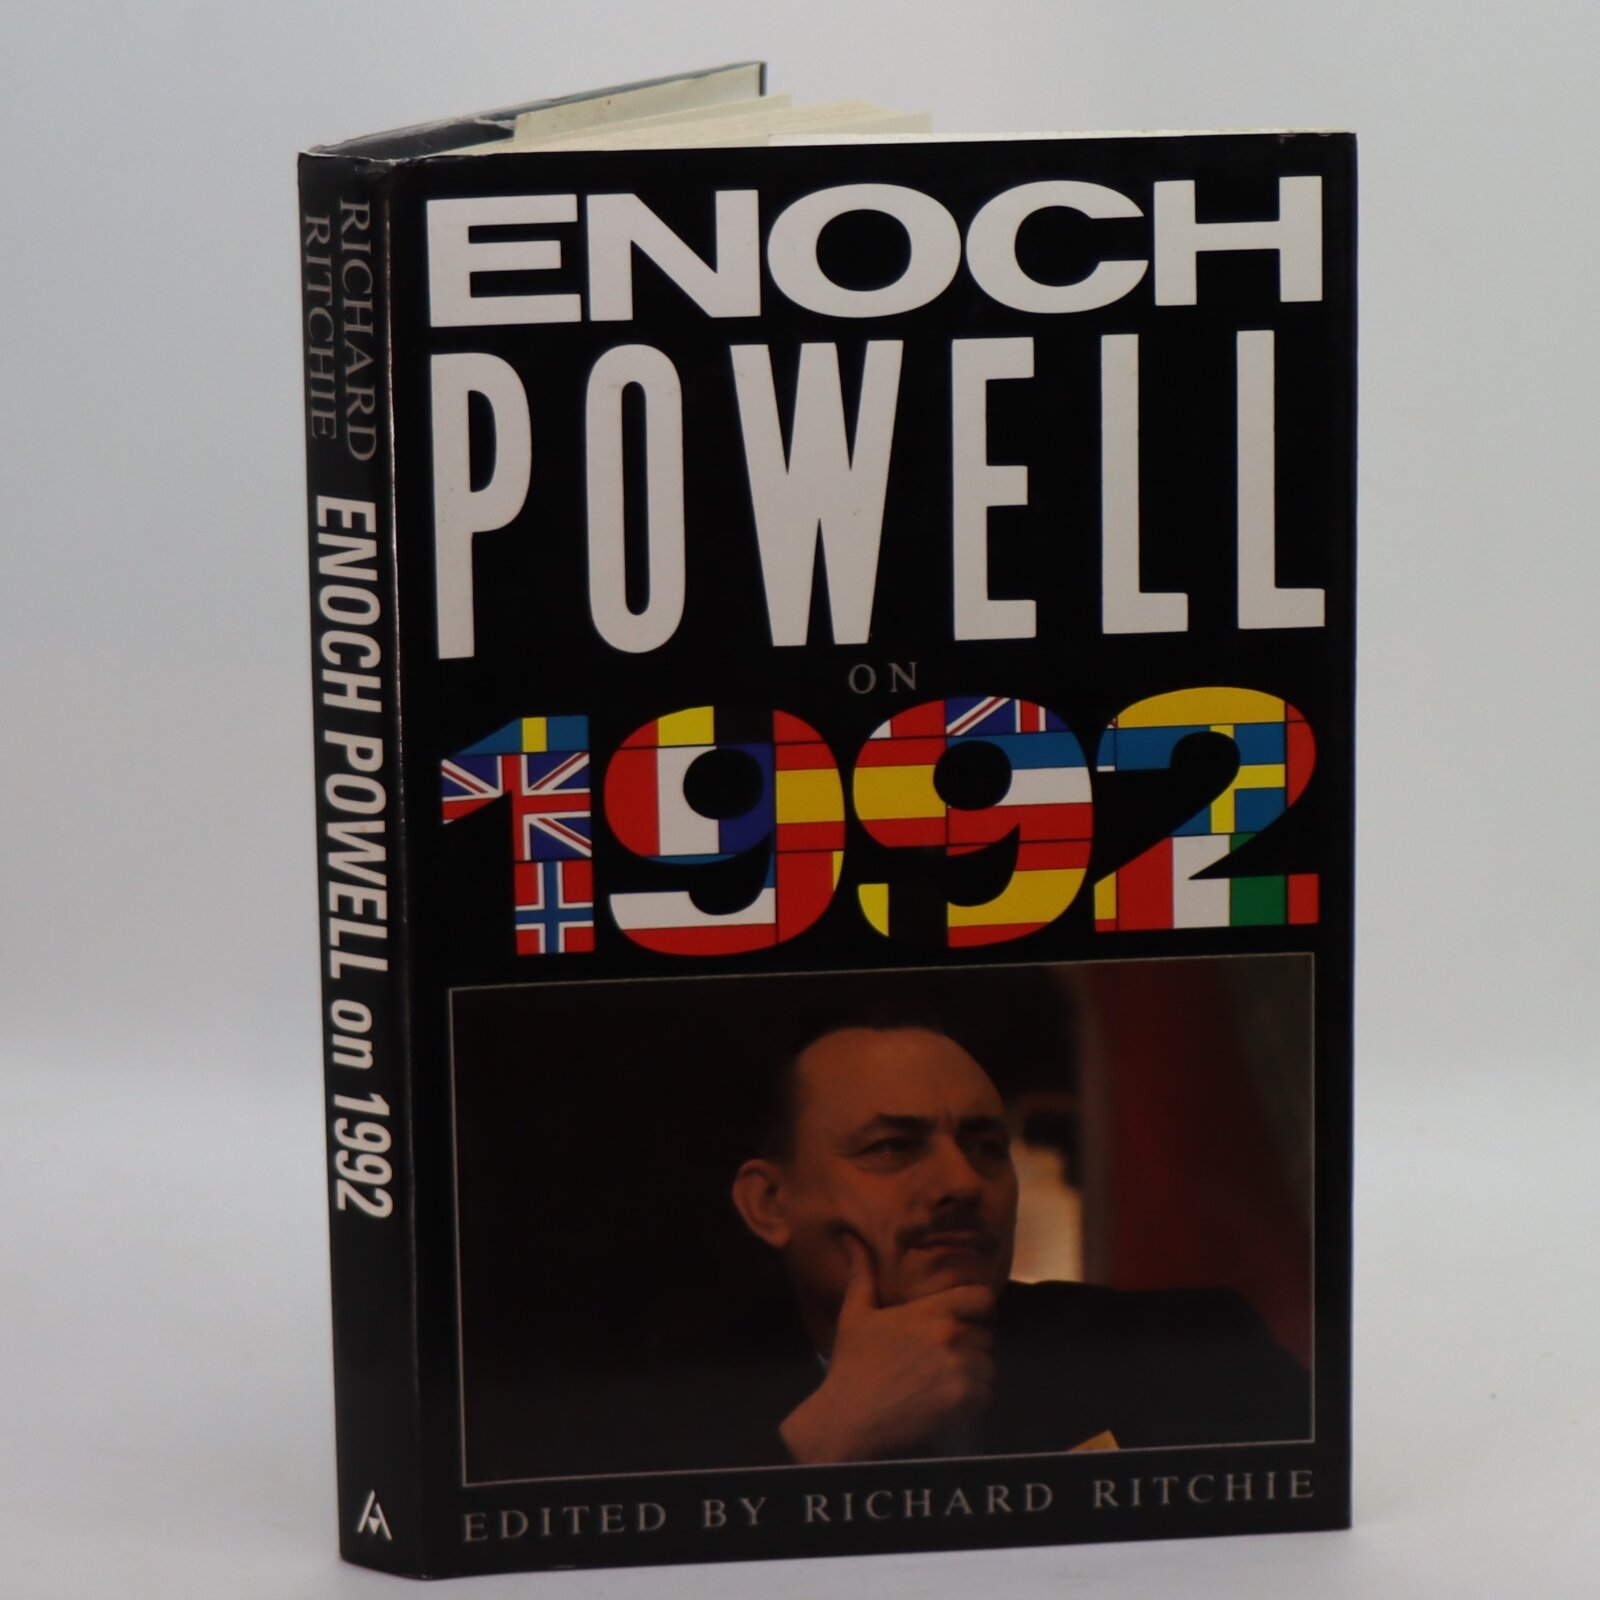 RICHARD
RITCHIE
ENOCH POWELL on 1992
ENOCH
POWELL
ON
1992
EDITED BY RICHARD RITCHIE